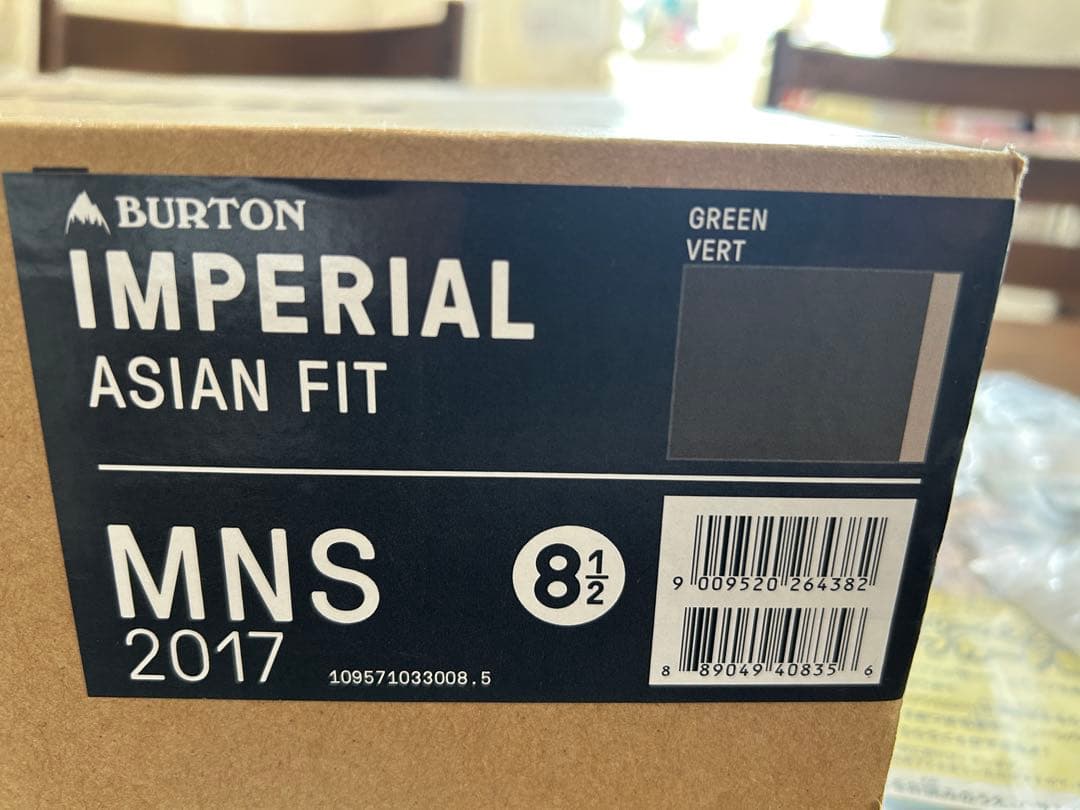 BURTON
IMPERIAL
ASIAN FIT
GREEN
VERT
MNS
2017
109571033008.5
8 1/2
9 009520 264382
8 89049 40835 6